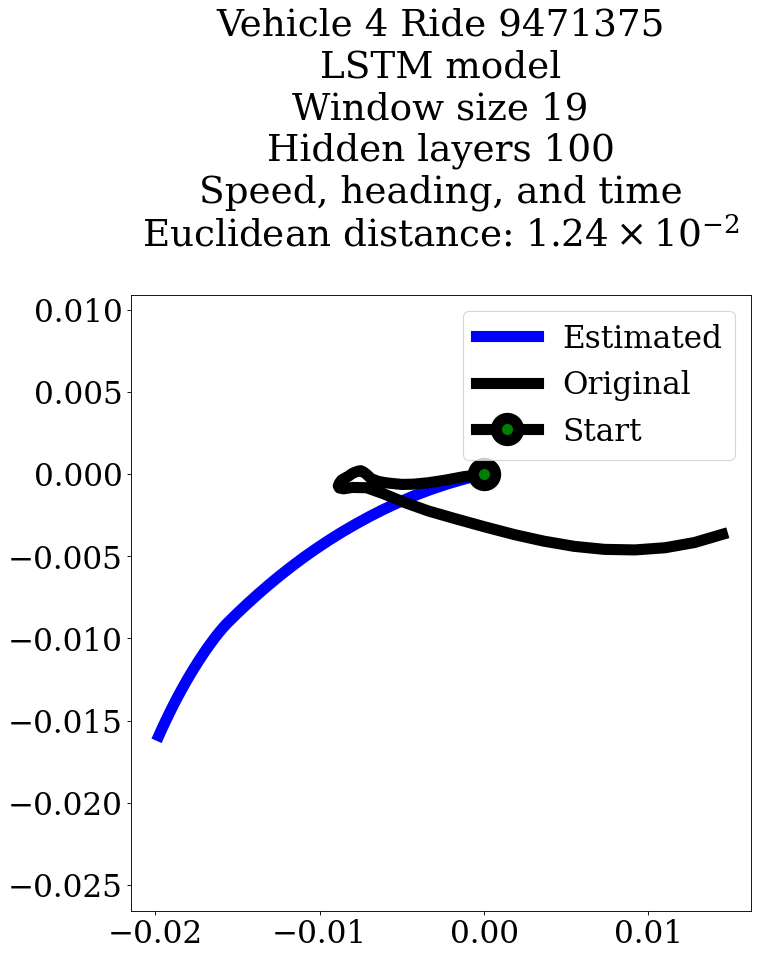 Vehicle 4 Ride 9471375
LSTM model
Window size 19
Hidden layers 100
Speed, heading, and time
Euclidean distance: 1.24 × 10⁻²
Estimated
Original
Start
0.010
0.005
0.000
−0.005
−0.010
−0.015
−0.020
−0.025
−0.02 −0.01 0.00 0.01